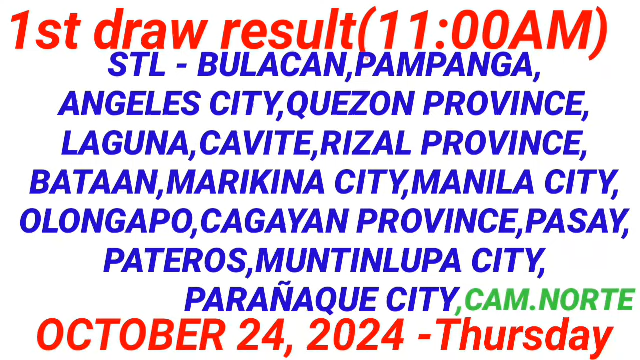 1st draw result(11:00AM)
STL - BULACAN,PAMPANGA,
ANGELES CITY,QUEZON PROVINCE,
LAGUNA,CAVITE,RIZAL PROVINCE,
BATAAN,MARIKINA CITY,MANILA CITY,
OLONGAPO,CAGAYAN PROVINCE,PASAY,
PATEROS,MUNTINLUPA CITY,
PARAÑAQUE CITY,CAM.NORTE
OCTOBER 24, 2024 -Thursday